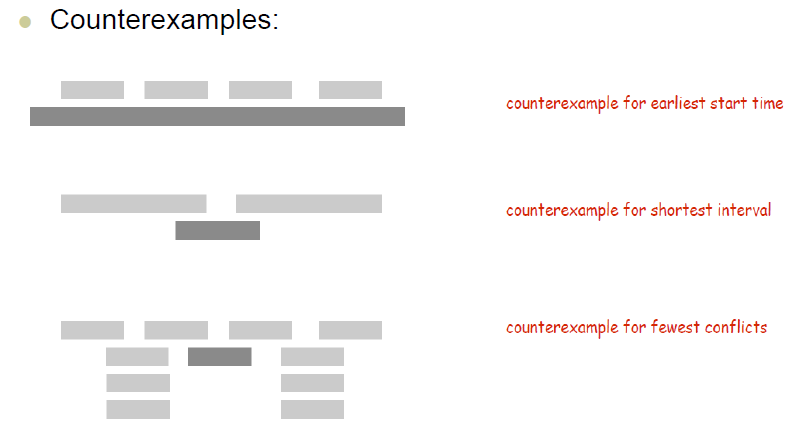 Counterexamples:
counterexample for earliest start time
counterexample for shortest interval
counterexample for fewest conflicts